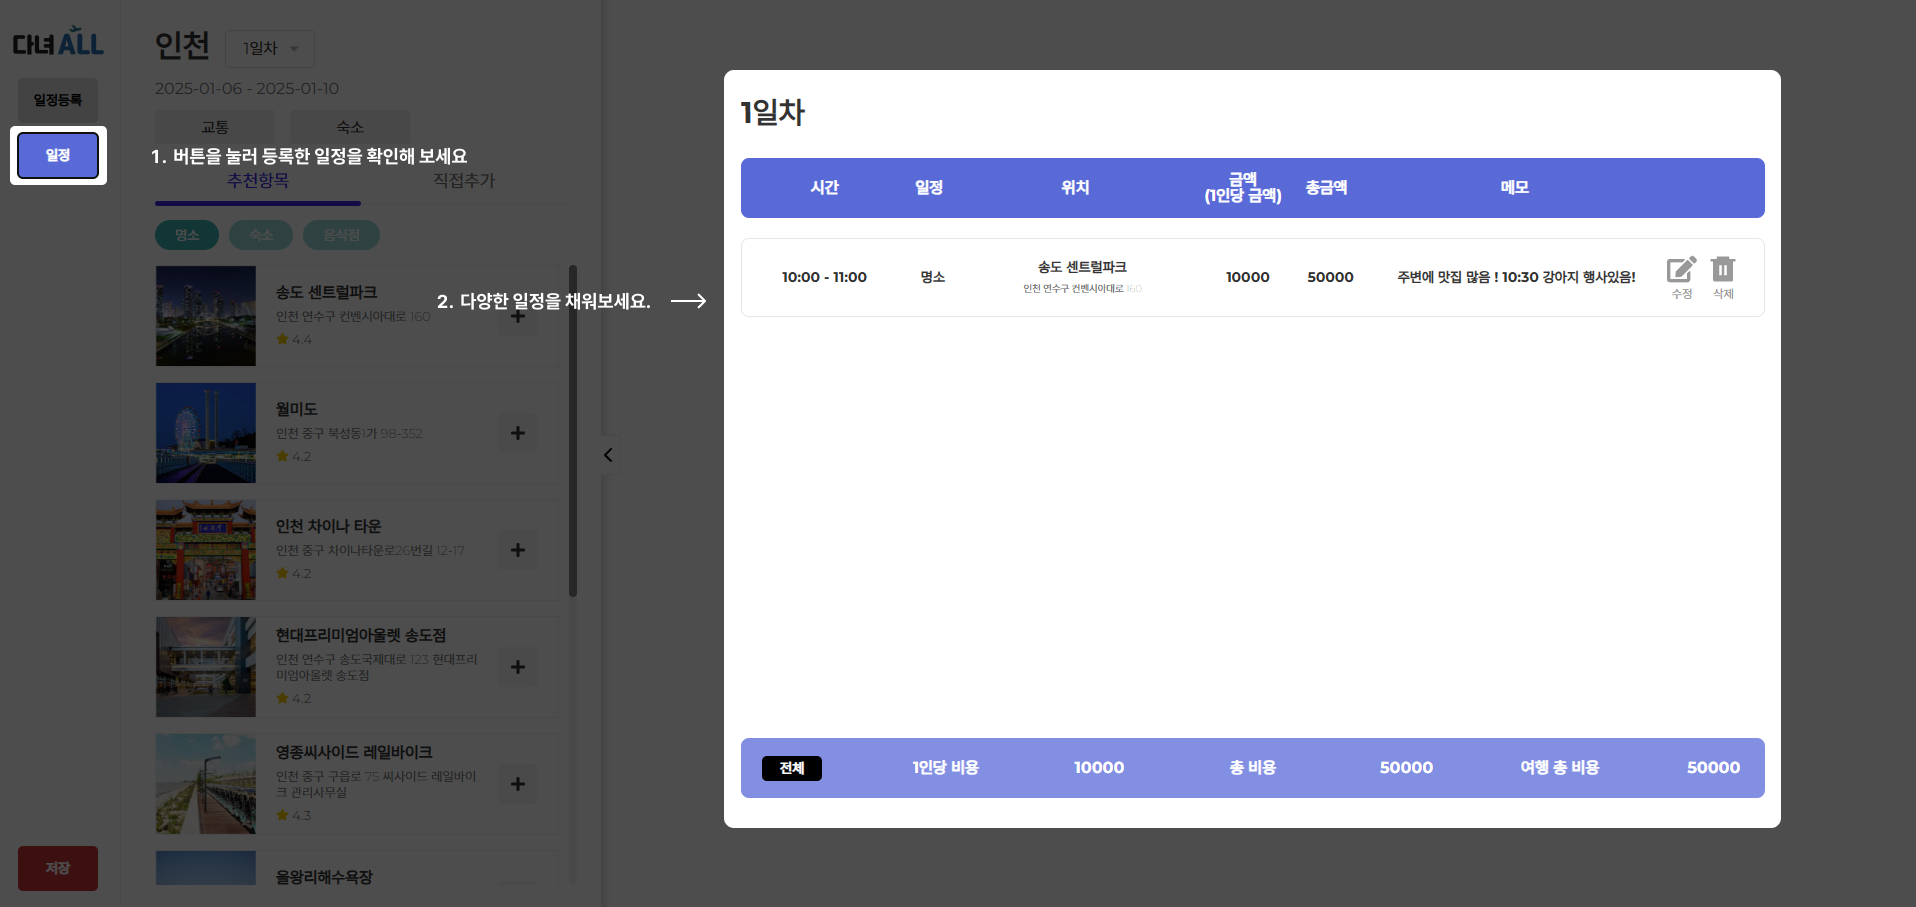 다녀ALL
일정등록
일정
저장
인천
1일차
2025-01-06 - 2025-01-10
교통
숙소
1. 버튼을 눌러 등록한 일정을 확인해 보세요
추천항목
직접추가
명소
숙소
음식점
송도 센트럴파크
인천 연수구 컨벤시아대로 160
4.4
2. 다양한 일정을 채워보세요.
월미도
인천 중구 북성동1가 98-352
4.2
인천 차이나 타운
인천 중구 차이나타운로26번길 12-17
4.2
현대프리미엄아울렛 송도점
인천 연수구 송도국제대로 123 현대프리
미엄아울렛 송도점
4.2
영종씨사이드 레일바이크
인천 중구 구읍로 75 씨사이드 레일바이
크 관리사무실
4.3
을왕리해수욕장
1일차
시간
일정
위치
금액
(1인당 금액)
총금액
메모
10:00 - 11:00
명소
송도 센트럴파크
인천 연수구 컨벤시아대로 160
10000
50000
주변에 맛집 많음 ! 10:30 강아지 행사있음!
수정
삭제
전체
1인당 비용
10000
총 비용
50000
여행 총 비용
50000